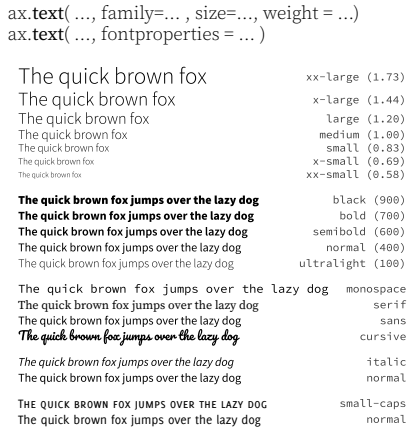 ax.text( ..., family=... , size=..., weight = ...)
ax.text( ..., fontproperties = ... )
The quick brown fox xx-large (1.73)
The quick brown fox x-large (1.44)
The quick brown fox large (1.20)
The quick brown fox medium (1.00)
The quick brown fox small (0.83)
The quick brown fox x-small (0.69)
The quick brown fox xx-small (0.58)
The quick brown fox jumps over the lazy dog black (900)
The quick brown fox jumps over the lazy dog bold (700)
The quick brown fox jumps over the lazy dog semibold (600)
The quick brown fox jumps over the lazy dog normal (400)
The quick brown fox jumps over the lazy dog ultralight (100)
The quick brown fox jumps over the lazy dog monospace
The quick brown fox jumps over the lazy dog serif
The quick brown fox jumps over the lazy dog sans
The quick brown fox jumps over the lazy dog cursive
The quick brown fox jumps over the lazy dog italic
The quick brown fox jumps over the lazy dog normal
The quick brown fox jumps over the lazy dog small-caps
The quick brown fox jumps over the lazy dog normal